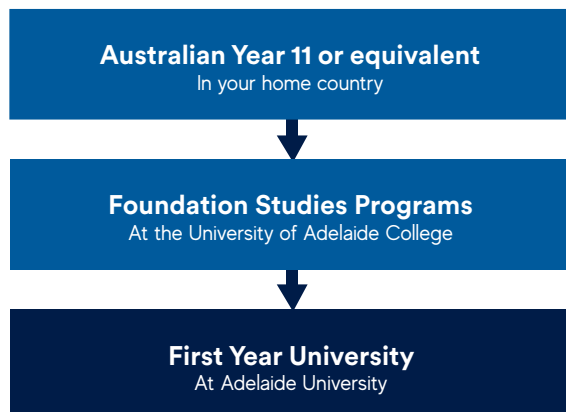 Australian Year 11 or equivalent
In your home country
Foundation Studies Programs
At the University of Adelaide College
First Year University
At Adelaide University